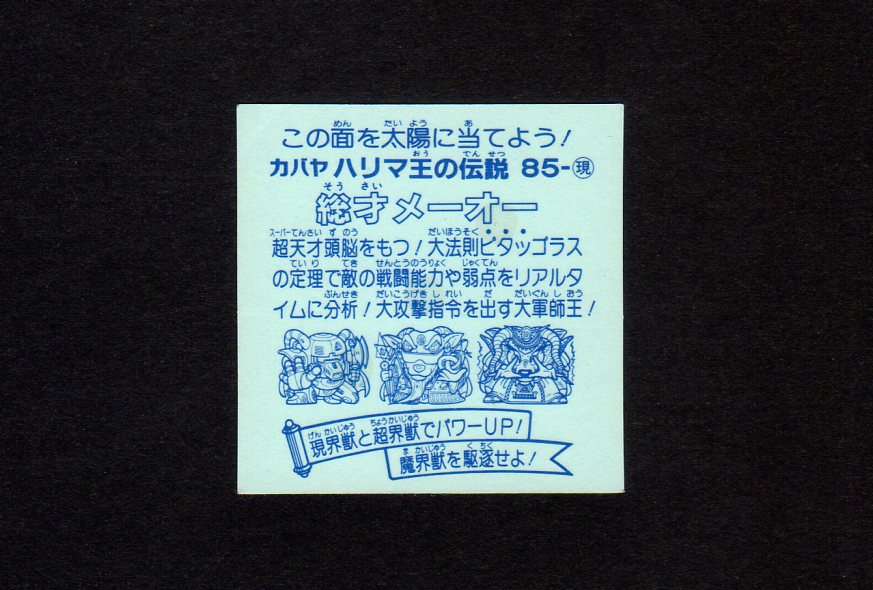 この面を太陽に当てよう!
カバヤ ハリマ王の伝説 85-現
総才メーオー
超天才頭脳をもつ!大法則ピタッゴラス
の定理で敵の戦闘能力や弱点をリアルタ
イムに分析!大攻撃指令を出す大軍師王!
現界獣と超界獣でパワーUP!
魔界獣を駆逐せよ!